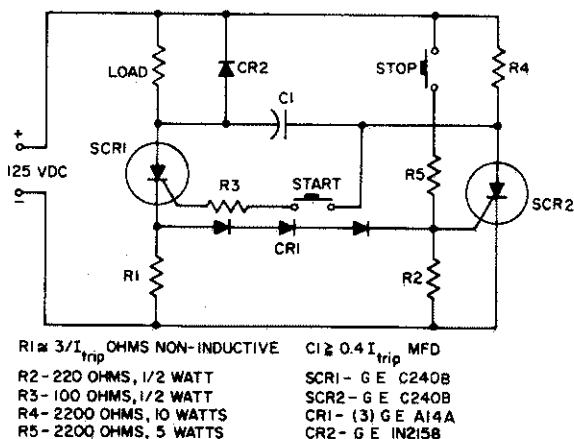 LOAD
CR2
STOP
R4
C1
+
125 VDC
–
SCR1
R3
START
R5
SCR2
CR1
R1
R2
R1≅ 3/I trip OHMS NON-INDUCTIVE
R2-220 OHMS, 1/2 WATT
R3-100 OHMS, 1/2 WATT
R4-2200 OHMS, 10 WATTS
R5-2200 OHMS, 5 WATTS
C1≧ 0.4 I trip MFD
SCR1- G E C240B
SCR2- G E C240B
CR1- (3) G E A14A
CR2- G E 1N2158